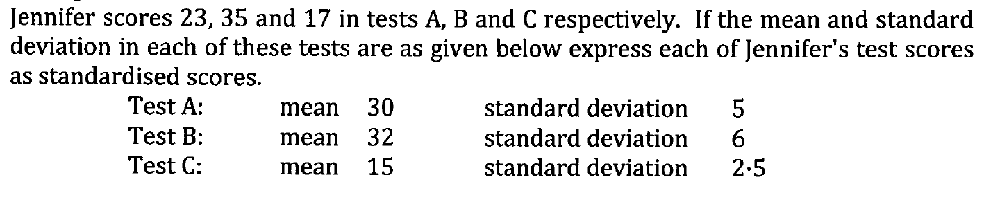 Jennifer scores 23, 35 and 17 in tests A, B and C respectively. If the mean and standard
deviation in each of these tests are as given below express each of Jennifer's test scores
as standardised scores.
Test A: mean 30 standard deviation 5
Test B: mean 32 standard deviation 6
Test C: mean 15 standard deviation 2·5